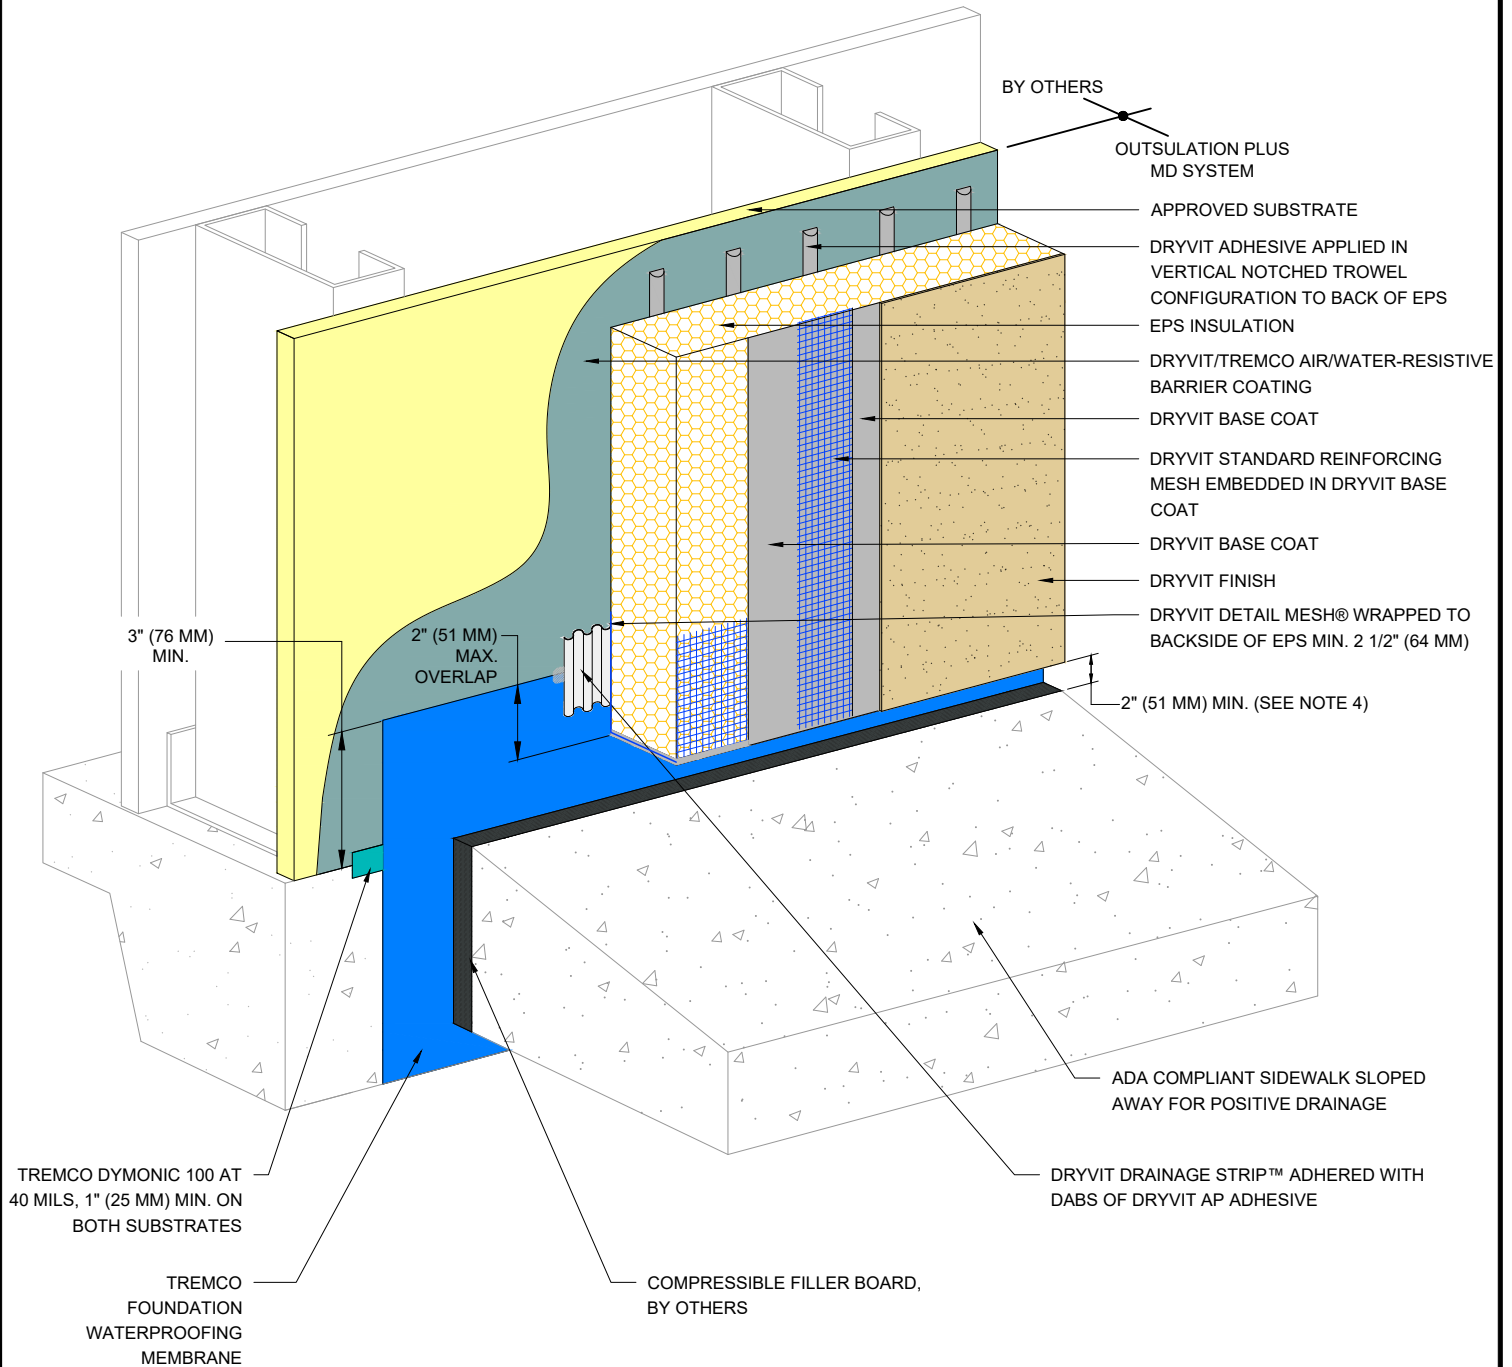 BY OTHERS
OUTSULATION PLUS
MD SYSTEM
APPROVED SUBSTRATE
DRYVIT ADHESIVE APPLIED IN
VERTICAL NOTCHED TROWEL
CONFIGURATION TO BACK OF EPS
EPS INSULATION
DRYVIT/TREMCO AIR/WATER-RESISTIVE
BARRIER COATING
DRYVIT BASE COAT
DRYVIT STANDARD REINFORCING
MESH EMBEDDED IN DRYVIT BASE
COAT
DRYVIT BASE COAT
DRYVIT FINISH
DRYVIT DETAIL MESH® WRAPPED TO
BACKSIDE OF EPS MIN. 2 1/2" (64 MM)
3" (76 MM)
MIN.
2" (51 MM)
MAX.
OVERLAP
2" (51 MM) MIN. (SEE NOTE 4)
ADA COMPLIANT SIDEWALK SLOPED
AWAY FOR POSITIVE DRAINAGE
DRYVIT DRAINAGE STRIP™ ADHERED WITH
DABS OF DRYVIT AP ADHESIVE
TREMCO DYMONIC 100 AT
40 MILS, 1" (25 MM) MIN. ON
BOTH SUBSTRATES
TREMCO
FOUNDATION
WATERPROOFING
MEMBRANE
COMPRESSIBLE FILLER BOARD,
BY OTHERS